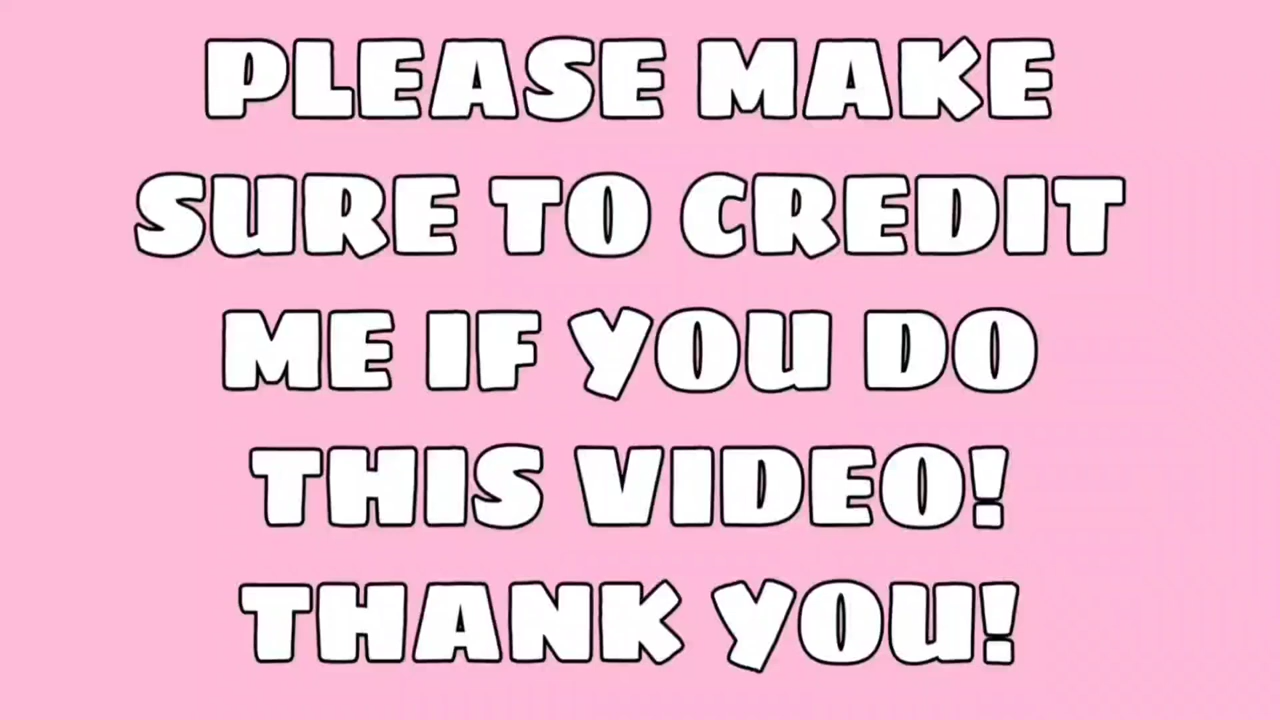 PLEASE MAKE
SURE TO CREDIT
ME IF YOU DO
THIS VIDEO!
THANK YOU!